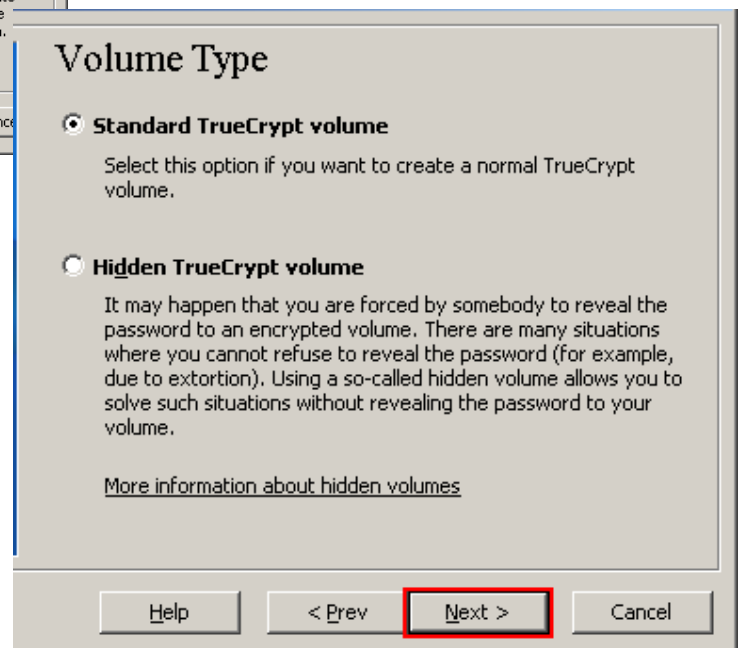 Volume Type
Standard TrueCrypt volume
Select this option if you want to create a normal TrueCrypt
volume.
Hidden TrueCrypt volume
It may happen that you are forced by somebody to reveal the
password to an encrypted volume. There are many situations
where you cannot refuse to reveal the password (for example,
due to extortion). Using a so-called hidden volume allows you to
solve such situations without revealing the password to your
volume.
More information about hidden volumes
Help
< Prev
Next >
Cancel